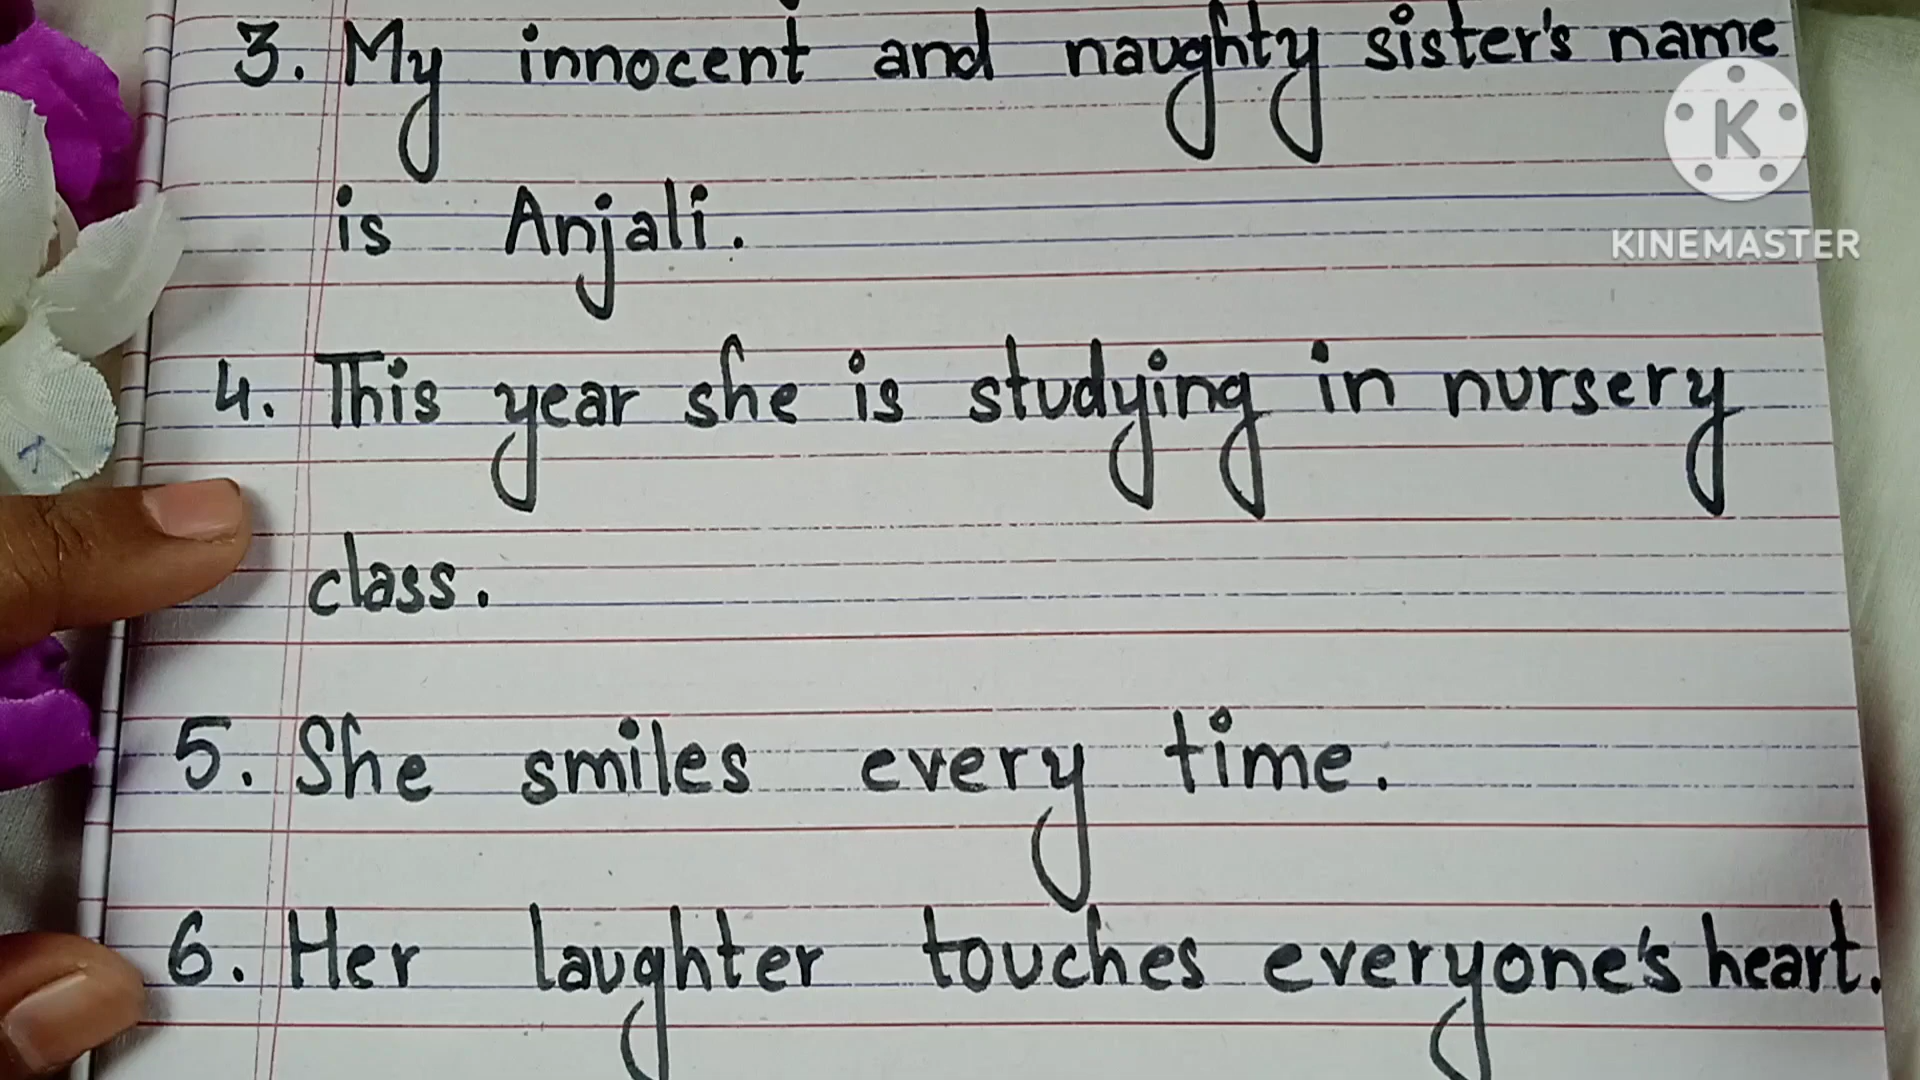 3. My innocent and naughty sister's name
is Anjali.
4. This year she is studying in nursery
class.
5. She smiles every time.
6. Her laughter touches everyone's heart.
K
KINEMASTER